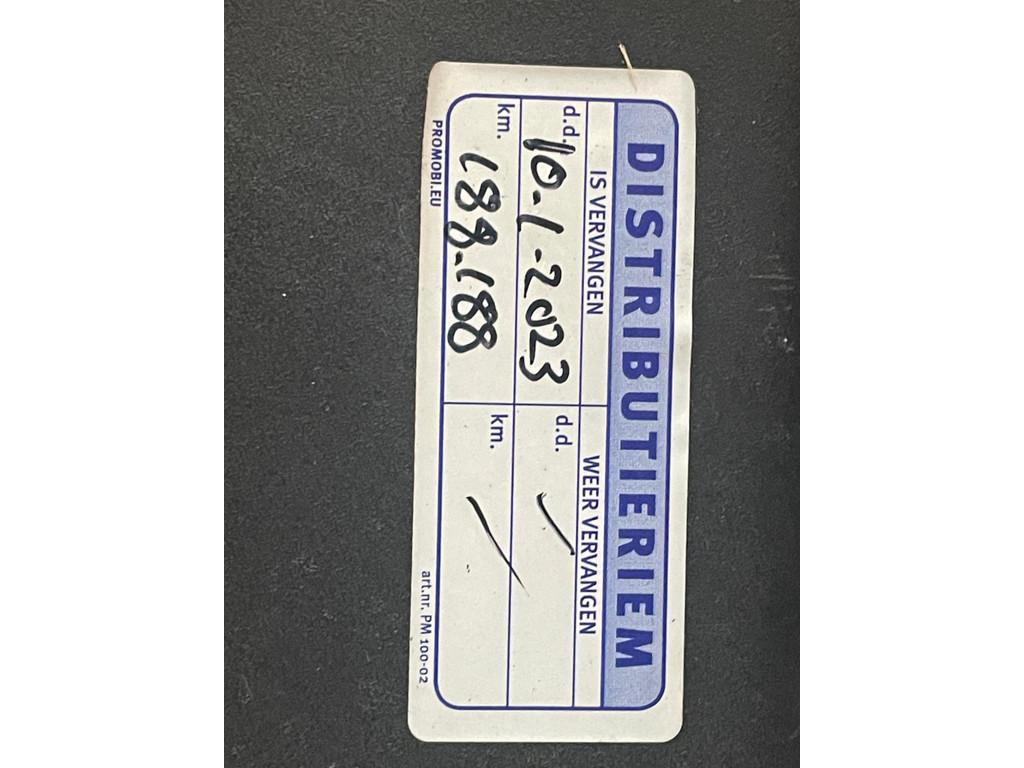 DISTRIBUTIERIEM
IS VERVANGEN
WEER VERVANGEN
d.d. 10-1-2023
d.d.
km. 188.188
km.
PROMOBI.EU
art.nr. PM 100-02